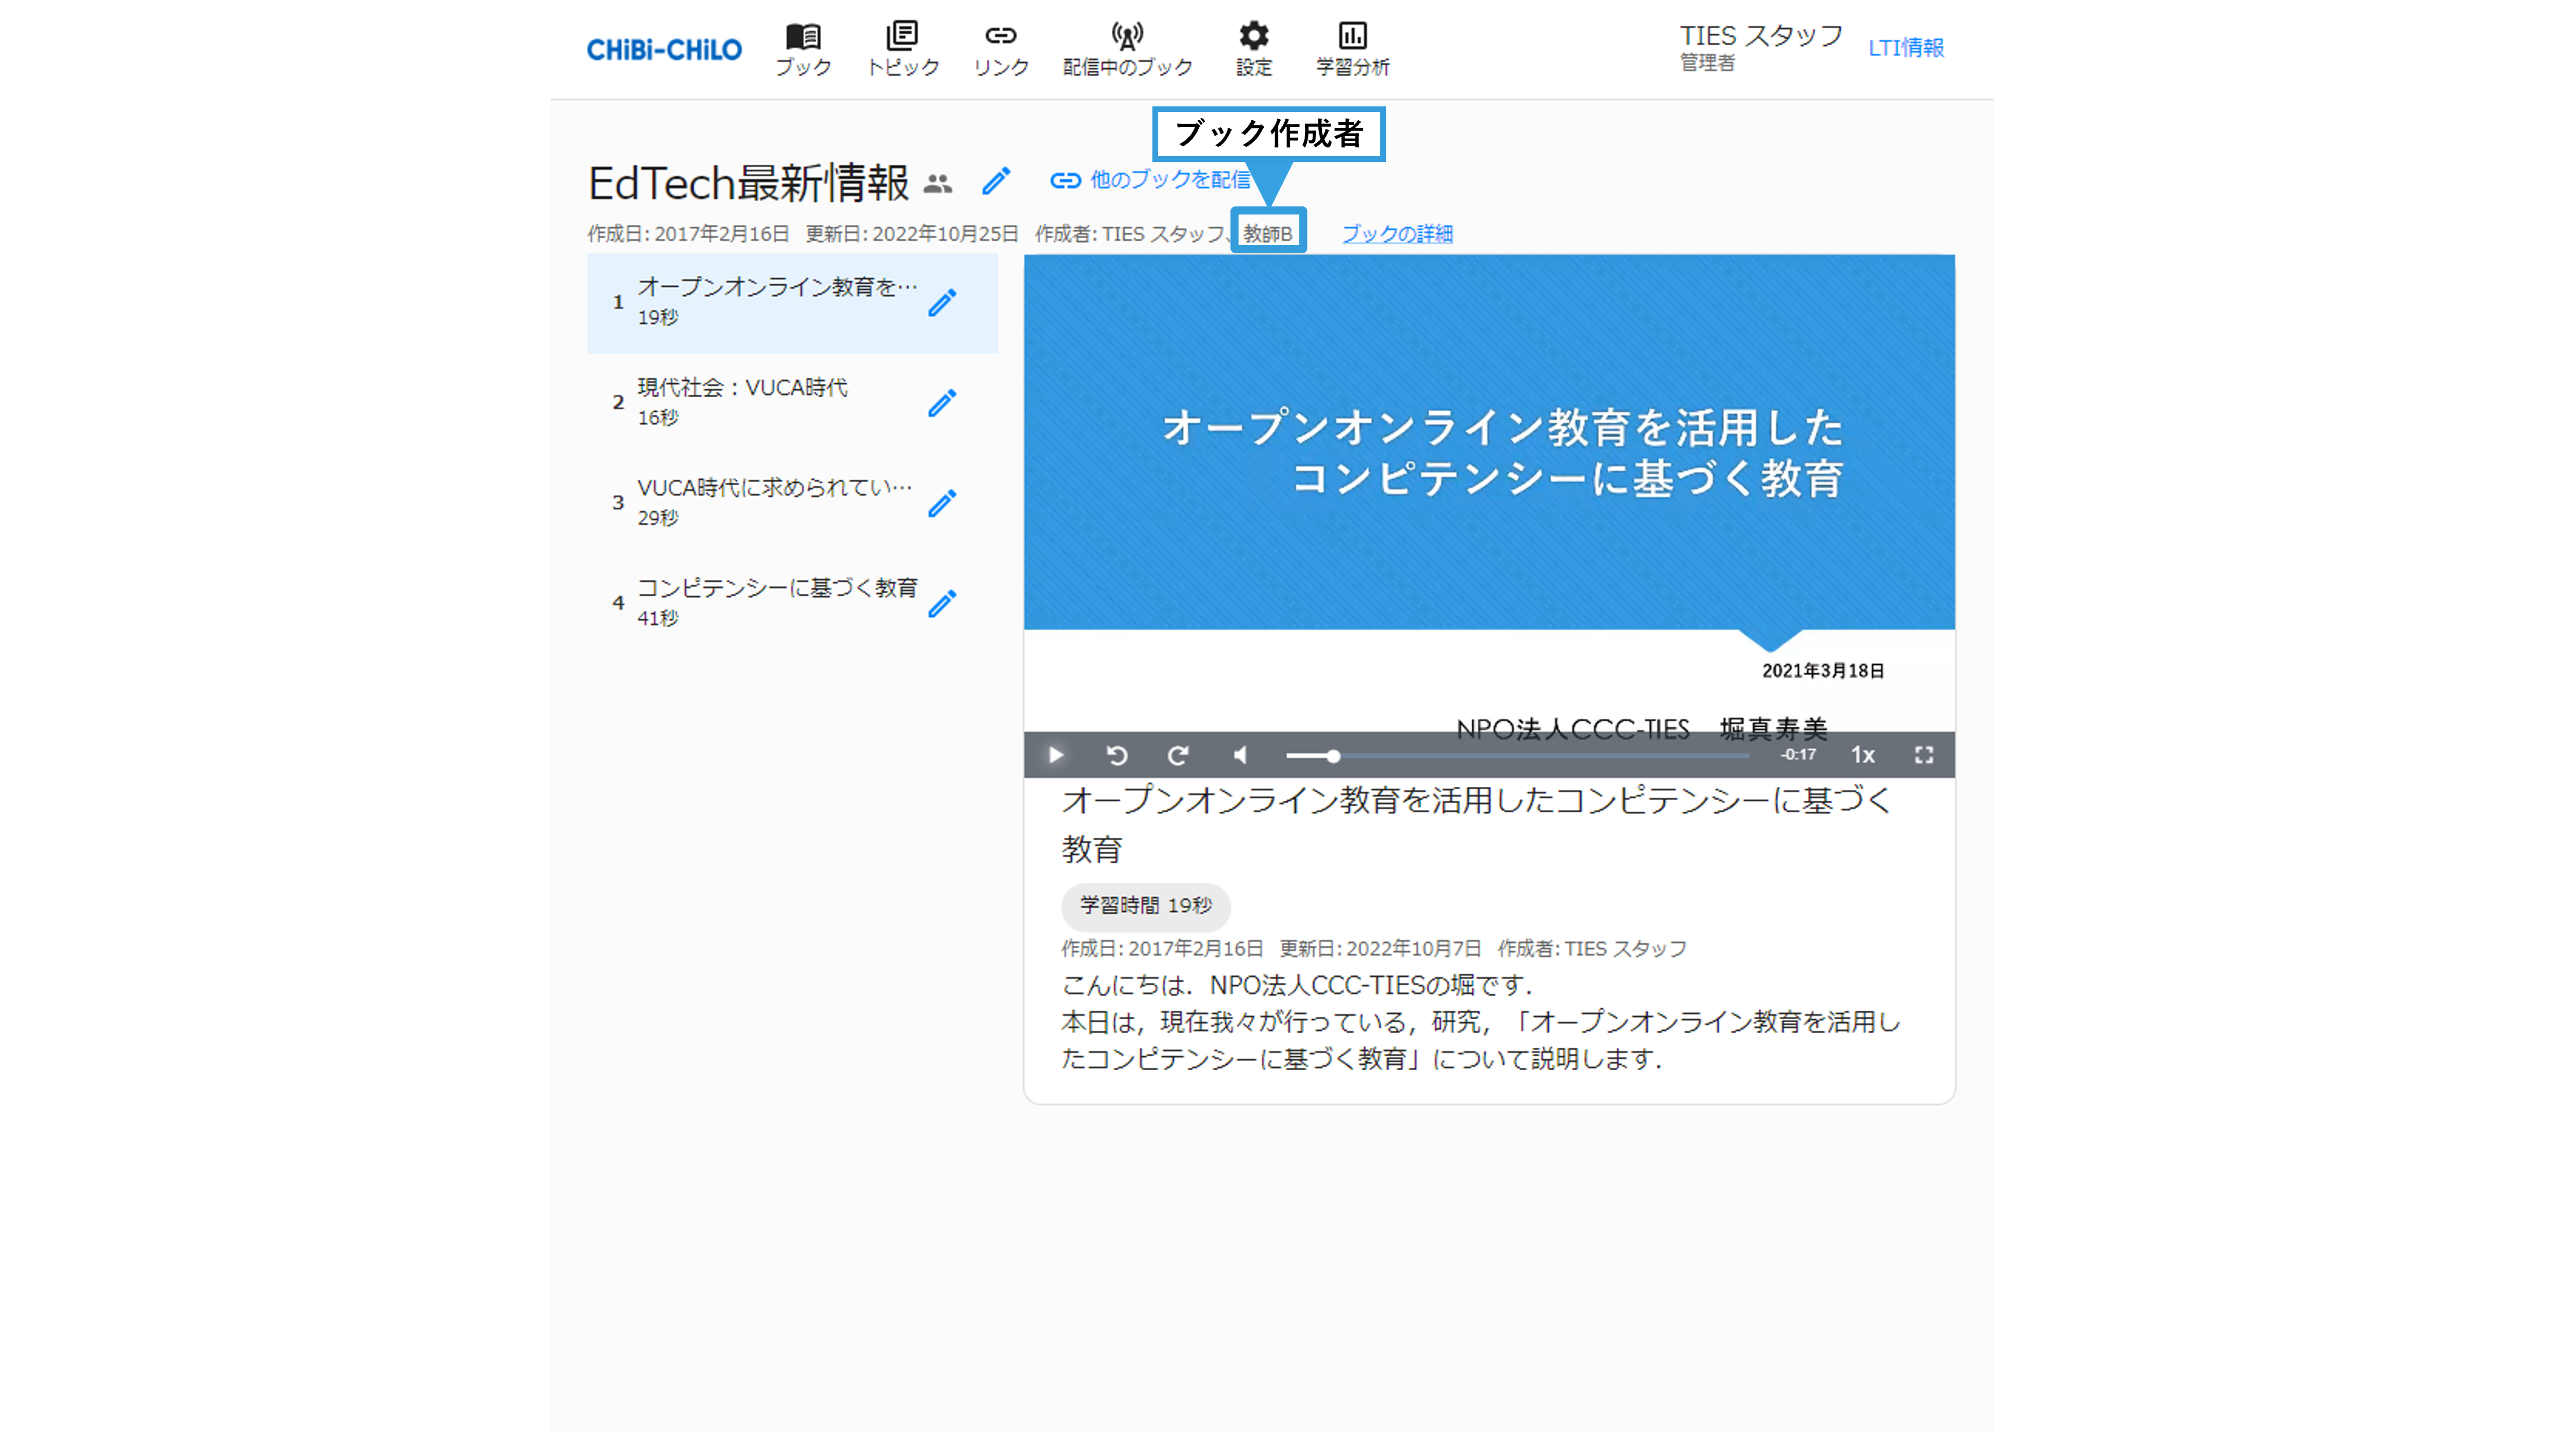 CHiBi-CHiLO
ブック
トピック
リンク
配信中のブック
設定
学習分析
TIES スタッフ
管理者
LTI情報
ブック作成者
EdTech最新情報
他のブックを配信
作成日: 2017年2月16日 更新日: 2022年10月25日 作成者: TIES スタッフ、教師B ブックの詳細
1 オープンオンライン教育を…
19秒
2 現代社会：VUCA時代
16秒
3 VUCA時代に求められてい…
29秒
4 コンピテンシーに基づく教育
41秒
オープンオンライン教育を活用した
コンピテンシーに基づく教育
2021年3月18日
NPO法人CCC-TIES 堀真寿美
-0:17 1x
オープンオンライン教育を活用したコンピテンシーに基づく
教育
学習時間 19秒
作成日: 2017年2月16日 更新日: 2022年10月7日 作成者: TIES スタッフ
こんにちは．NPO法人CCC-TIESの堀です．
本日は，現在我々が行っている，研究，「オープンオンライン教育を活用し
たコンピテンシーに基づく教育」について説明します．